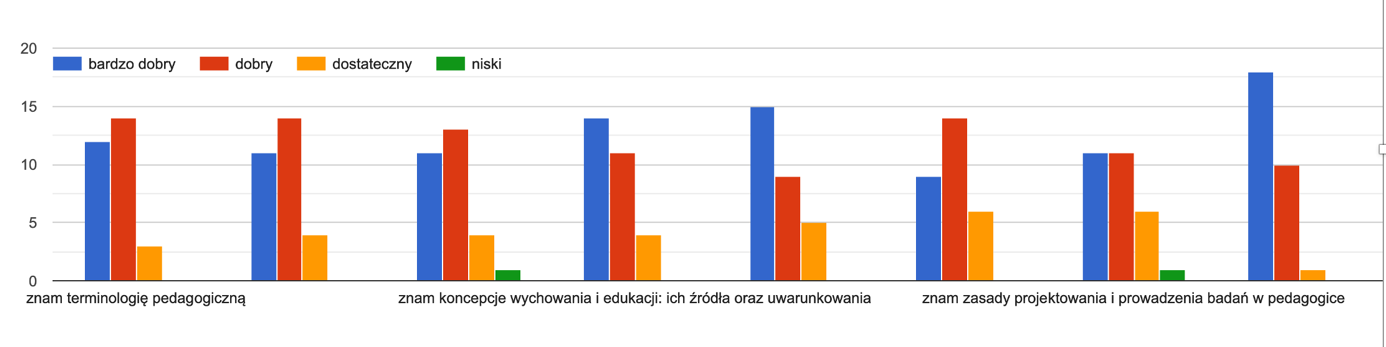 20
bardzo dobry dobry dostateczny niski
15
10
5
0
znam terminologię pedagogiczną znam koncepcje wychowania i edukacji: ich źródła oraz uwarunkowania znam zasady projektowania i prowadzenia badań w pedagogice